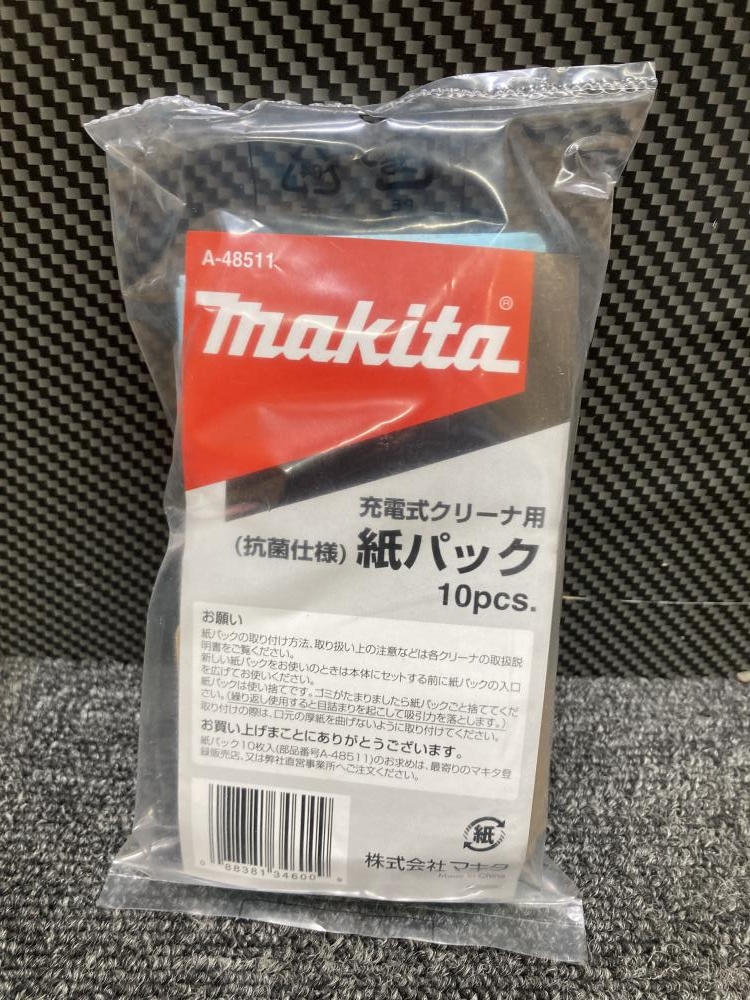 A-48511
makita®
充電式クリーナ用
(抗菌仕様) 紙パック
10pcs.
お願い
紙パックの取り付け方法、取り扱い上の注意などは各クリーナの取扱説
明書をご覧ください。
新しい紙パックをお使いのときは本体にセットする前に紙パックの入口
を広げてお使いください。
紙パックは使い捨てです。ゴミがたまりましたら紙パックごと捨ててくだ
さい。(繰り返し使用すると目詰まりを起こして吸引力を落とします。)
取り付けの際は、口元の厚紙を曲げないように取り付けてください。
お買い上げまことにありがとうございます。
紙パック10枚入(部品番号A-48511)のお求めは、最寄りのマキタ登
録販売店、又は弊社直営事業所へご注文ください。
紙
0 88381 34600 9
株式会社マキタ
Made in China